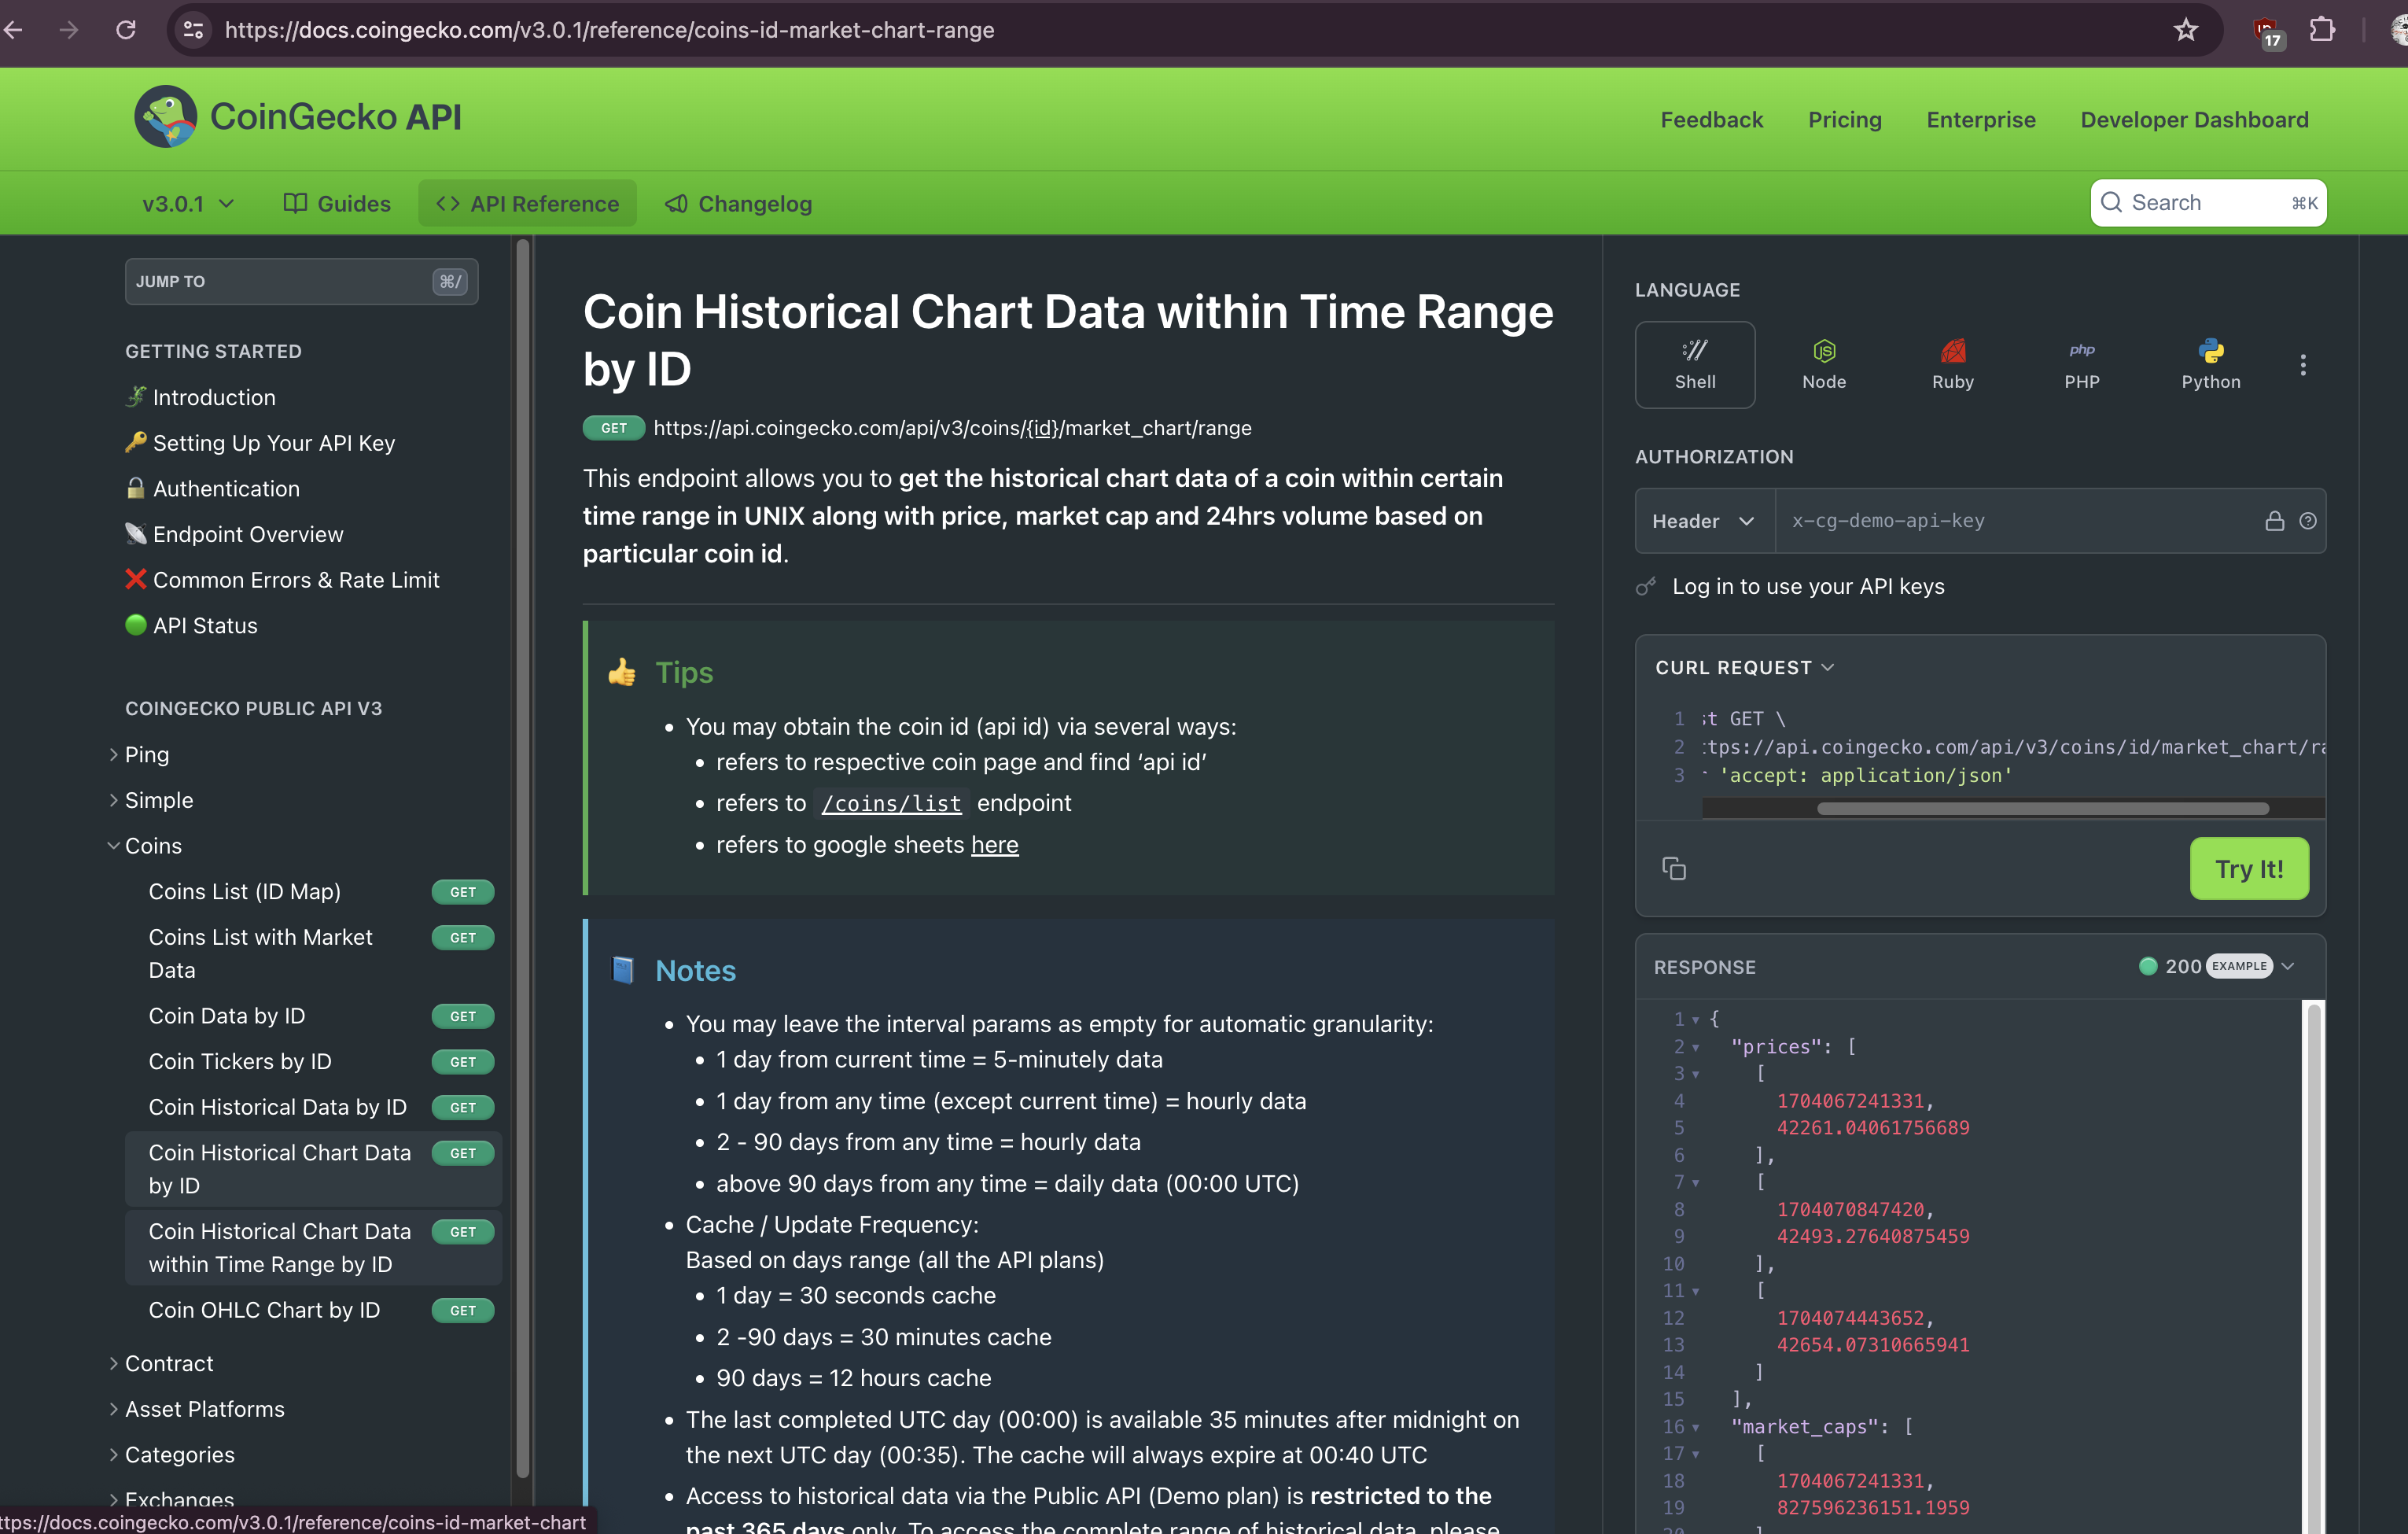 https://docs.coingecko.com/v3.0.1/reference/coins-id-market-chart-range
17
CoinGecko API
Feedback
Pricing
Enterprise
Developer Dashboard
v3.0.1
Guides
API Reference
Changelog
Search
⌘K
JUMP TO
⌘/
GETTING STARTED
Introduction
Setting Up Your API Key
Authentication
Endpoint Overview
Common Errors & Rate Limit
API Status
COINGECKO PUBLIC API V3
Ping
Simple
Coins
Coins List (ID Map)
GET
Coins List with Market
Data
GET
Coin Data by ID
GET
Coin Tickers by ID
GET
Coin Historical Data by ID
GET
Coin Historical Chart Data
by ID
GET
Coin Historical Chart Data
within Time Range by ID
GET
Coin OHLC Chart by ID
GET
Contract
Asset Platforms
Categories
Exchanges
ttps://docs.coingecko.com/v3.0.1/reference/coins-id-market-chart
Coin Historical Chart Data within Time Range
by ID
GET https://api.coingecko.com/api/v3/coins/{id}/market_chart/range
This endpoint allows you to get the historical chart data of a coin within certain
time range in UNIX along with price, market cap and 24hrs volume based on
particular coin id.
Tips
• You may obtain the coin id (api id) via several ways:
• refers to respective coin page and find ‘api id’
• refers to /coins/list endpoint
• refers to google sheets here
Notes
• You may leave the interval params as empty for automatic granularity:
• 1 day from current time = 5-minutely data
• 1 day from any time (except current time) = hourly data
• 2 - 90 days from any time = hourly data
• above 90 days from any time = daily data (00:00 UTC)
• Cache / Update Frequency:
Based on days range (all the API plans)
• 1 day = 30 seconds cache
• 2 -90 days = 30 minutes cache
• 90 days = 12 hours cache
• The last completed UTC day (00:00) is available 35 minutes after midnight on
the next UTC day (00:35). The cache will always expire at 00:40 UTC
• Access to historical data via the Public API (Demo plan) is restricted to the
past 365 days only. To access the complete range of historical data, please
LANGUAGE
Shell
Node
Ruby
php
PHP
Python
AUTHORIZATION
Header
x-cg-demo-api-key
Log in to use your API keys
CURL REQUEST
1 st GET \
2 tps://api.coingecko.com/api/v3/coins/id/market_chart/ra
3 'accept: application/json'
Try It!
RESPONSE
200 EXAMPLE
1 {
2 "prices": [
3 [
4 1704067241331,
5 42261.04061756689
6 ],
7 [
8 1704070847420,
9 42493.27640875459
10 ],
11 [
12 1704074443652,
13 42654.07310665941
14 ]
15 ],
16 "market_caps": [
17 [
18 1704067241331,
19 827596236151.1959
20 ]